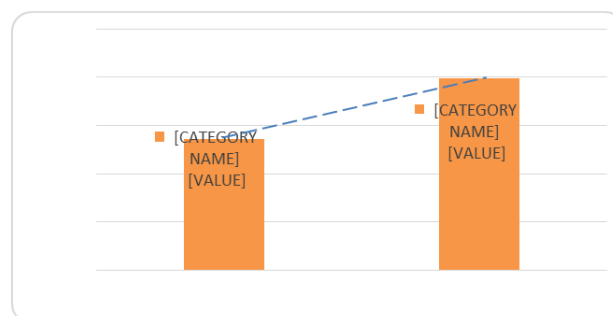 [CATEGORY
NAME]
[VALUE]
[CATEGORY
NAME]
[VALUE]